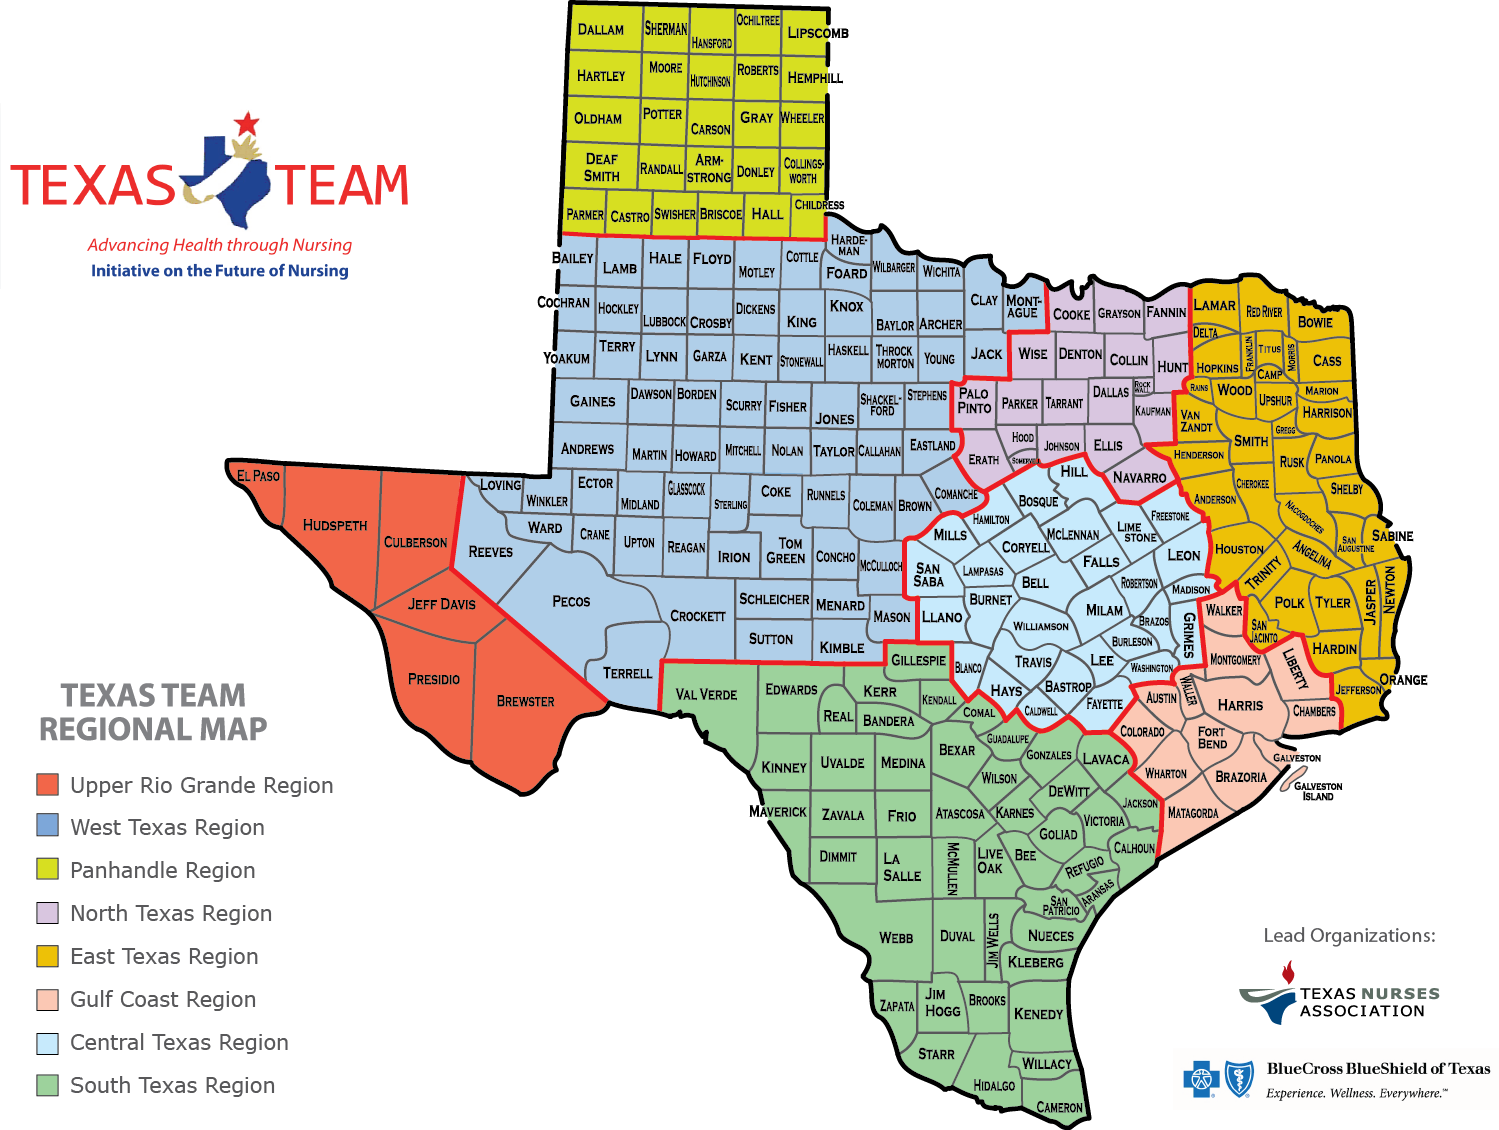 TEXAS TEAM
Advancing Health through Nursing
Initiative on the Future of Nursing
DALLAM
SHERMAN
HANSFORD
OCHILTREE
LIPSCOMB
HARTLEY
MOORE
HUTCHINSON
ROBERTS
HEMPHILL
OLDHAM
POTTER
CARSON
GRAY
WHEELER
DEAF
SMITH
RANDALL
ARM-
STRONG
DONLEY
COLLINGS-
WORTH
PARMER
CASTRO
SWISHER
BRISCOE
HALL
CHILDRESS
BAILEY
LAMB
HALE
FLOYD
MOTLEY
COTTLE
HARDE-
MAN
FOARD
WILBARGER
WICHITA
CLAY
MONT-
AGUE
COOKE
GRAYSON
FANNIN
LAMAR
RED RIVER
BOWIE
COCHRAN
HOCKLEY
LUBBOCK
CROSBY
DICKENS
KING
KNOX
BAYLOR
ARCHER
DELTA
YOAKUM
TERRY
LYNN
GARZA
KENT
STONEWALL
HASKELL
THROCK
MORTON
YOUNG
JACK
WISE
DENTON
COLLIN
HUNT
HOPKINS
FRANKLIN
TITUS
MORRIS
CASS
CAMP
GAINES
DAWSON
BORDEN
SCURRY
FISHER
JONES
SHACKEL-
FORD
STEPHENS
PALO
PINTO
PARKER
TARRANT
DALLAS
ROCK
WALL
KAUFMAN
RAINS
WOOD
UPSHUR
MARION
HARRISON
VAN
ZANDT
GREGG
ANDREWS
MARTIN
HOWARD
MITCHELL
NOLAN
TAYLOR
CALLAHAN
EASTLAND
ERATH
HOOD
SOMERVELL
JOHNSON
ELLIS
HENDERSON
SMITH
RUSK
PANOLA
EL PASO
HUDSPETH
CULBERSON
LOVING
WINKLER
ECTOR
MIDLAND
GLASSCOCK
STERLING
COKE
RUNNELS
COLEMAN
BROWN
COMANCHE
HILL
NAVARRO
BOSQUE
ANDERSON
CHEROKEE
SHELBY
NACOGDOCHES
REEVES
WARD
CRANE
UPTON
REAGAN
IRION
TOM
GREEN
CONCHO
McCULLOCH
MILLS
HAMILTON
CORYELL
McLENNAN
LIME
STONE
FREESTONE
LEON
HOUSTON
ANGELINA
SAN
AUGUSTINE
SABINE
SAN
SABA
LAMPASAS
BELL
FALLS
ROBERTSON
MADISON
TRINITY
JEFF DAVIS
PECOS
CROCKETT
SCHLEICHER
MENARD
MASON
LLANO
BURNET
WILLIAMSON
MILAM
BRAZOS
GRIMES
WALKER
POLK
TYLER
JASPER
NEWTON
SUTTON
KIMBLE
BURLESON
SAN
JACINTO
HARDIN
PRESIDIO
BREWSTER
TERRELL
VAL VERDE
EDWARDS
GILLESPIE
BLANCO
TRAVIS
LEE
WASHINGTON
MONTGOMERY
LIBERTY
ORANGE
JEFFERSON
KERR
KENDALL
HAYS
BASTROP
FAYETTE
AUSTIN
WALLER
HARRIS
CHAMBERS
REAL
BANDERA
COMAL
CALDWELL
COLORADO
FORT
BEND
KINNEY
UVALDE
MEDINA
BEXAR
GUADALUPE
GONZALES
LAVACA
WHARTON
BRAZORIA
GALVESTON
GALVESTON
ISLAND
WILSON
DEWITT
JACKSON
MATAGORDA
MAVERICK
ZAVALA
FRIO
ATASCOSA
KARNES
VICTORIA
GOLIAD
CALHOUN
DIMMIT
LA
SALLE
McMULLEN
LIVE
OAK
BEE
REFUGIO
ARANSAS
SAN
PATRICIO
WEBB
DUVAL
JIM WELLS
NUECES
KLEBERG
ZAPATA
JIM
HOGG
BROOKS
KENEDY
STARR
WILLACY
HIDALGO
CAMERON
TEXAS TEAM
REGIONAL MAP
Upper Rio Grande Region
West Texas Region
Panhandle Region
North Texas Region
East Texas Region
Gulf Coast Region
Central Texas Region
South Texas Region
Lead Organizations:
TEXAS NURSES
ASSOCIATION
BlueCross BlueShield of Texas
Experience. Wellness. Everywhere.℠